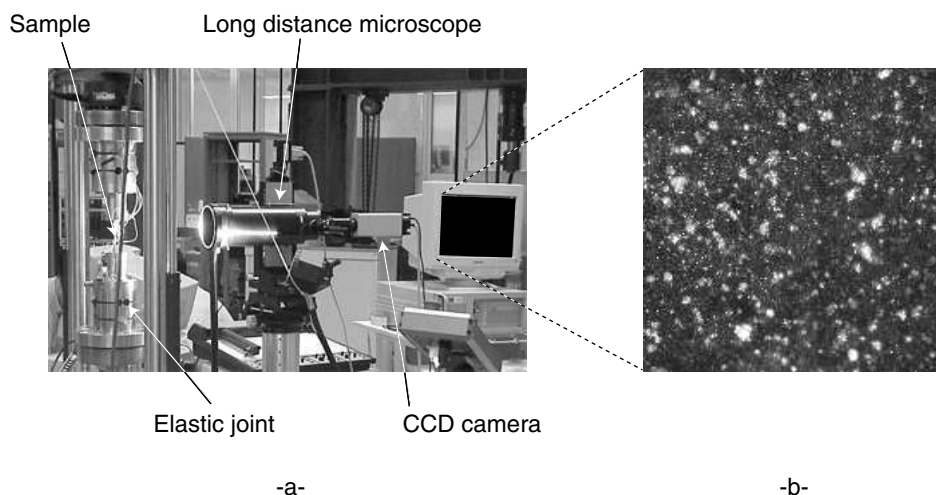 Sample
Long distance microscope
Elastic joint
CCD camera
-a-
-b-